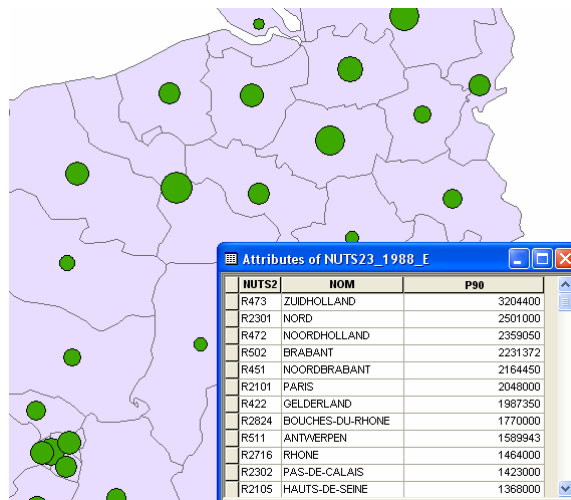 Attributes of NUTS23_1988_E
NUTS2 NOM P90
R473 ZUIDHOLLAND 3204400
R2301 NORD 2501000
R472 NOORDHOLLAND 2359050
R502 BRABANT 2231372
R451 NOORDBRABANT 2164450
R2101 PARIS 2048000
R422 GELDERLAND 1987350
R2824 BOUCHES-DU-RHONE 1770000
R511 ANTWERPEN 1589943
R2716 RHONE 1464000
R2302 PAS-DE-CALAIS 1423000
R2105 HAUTS-DE-SEINE 1368000